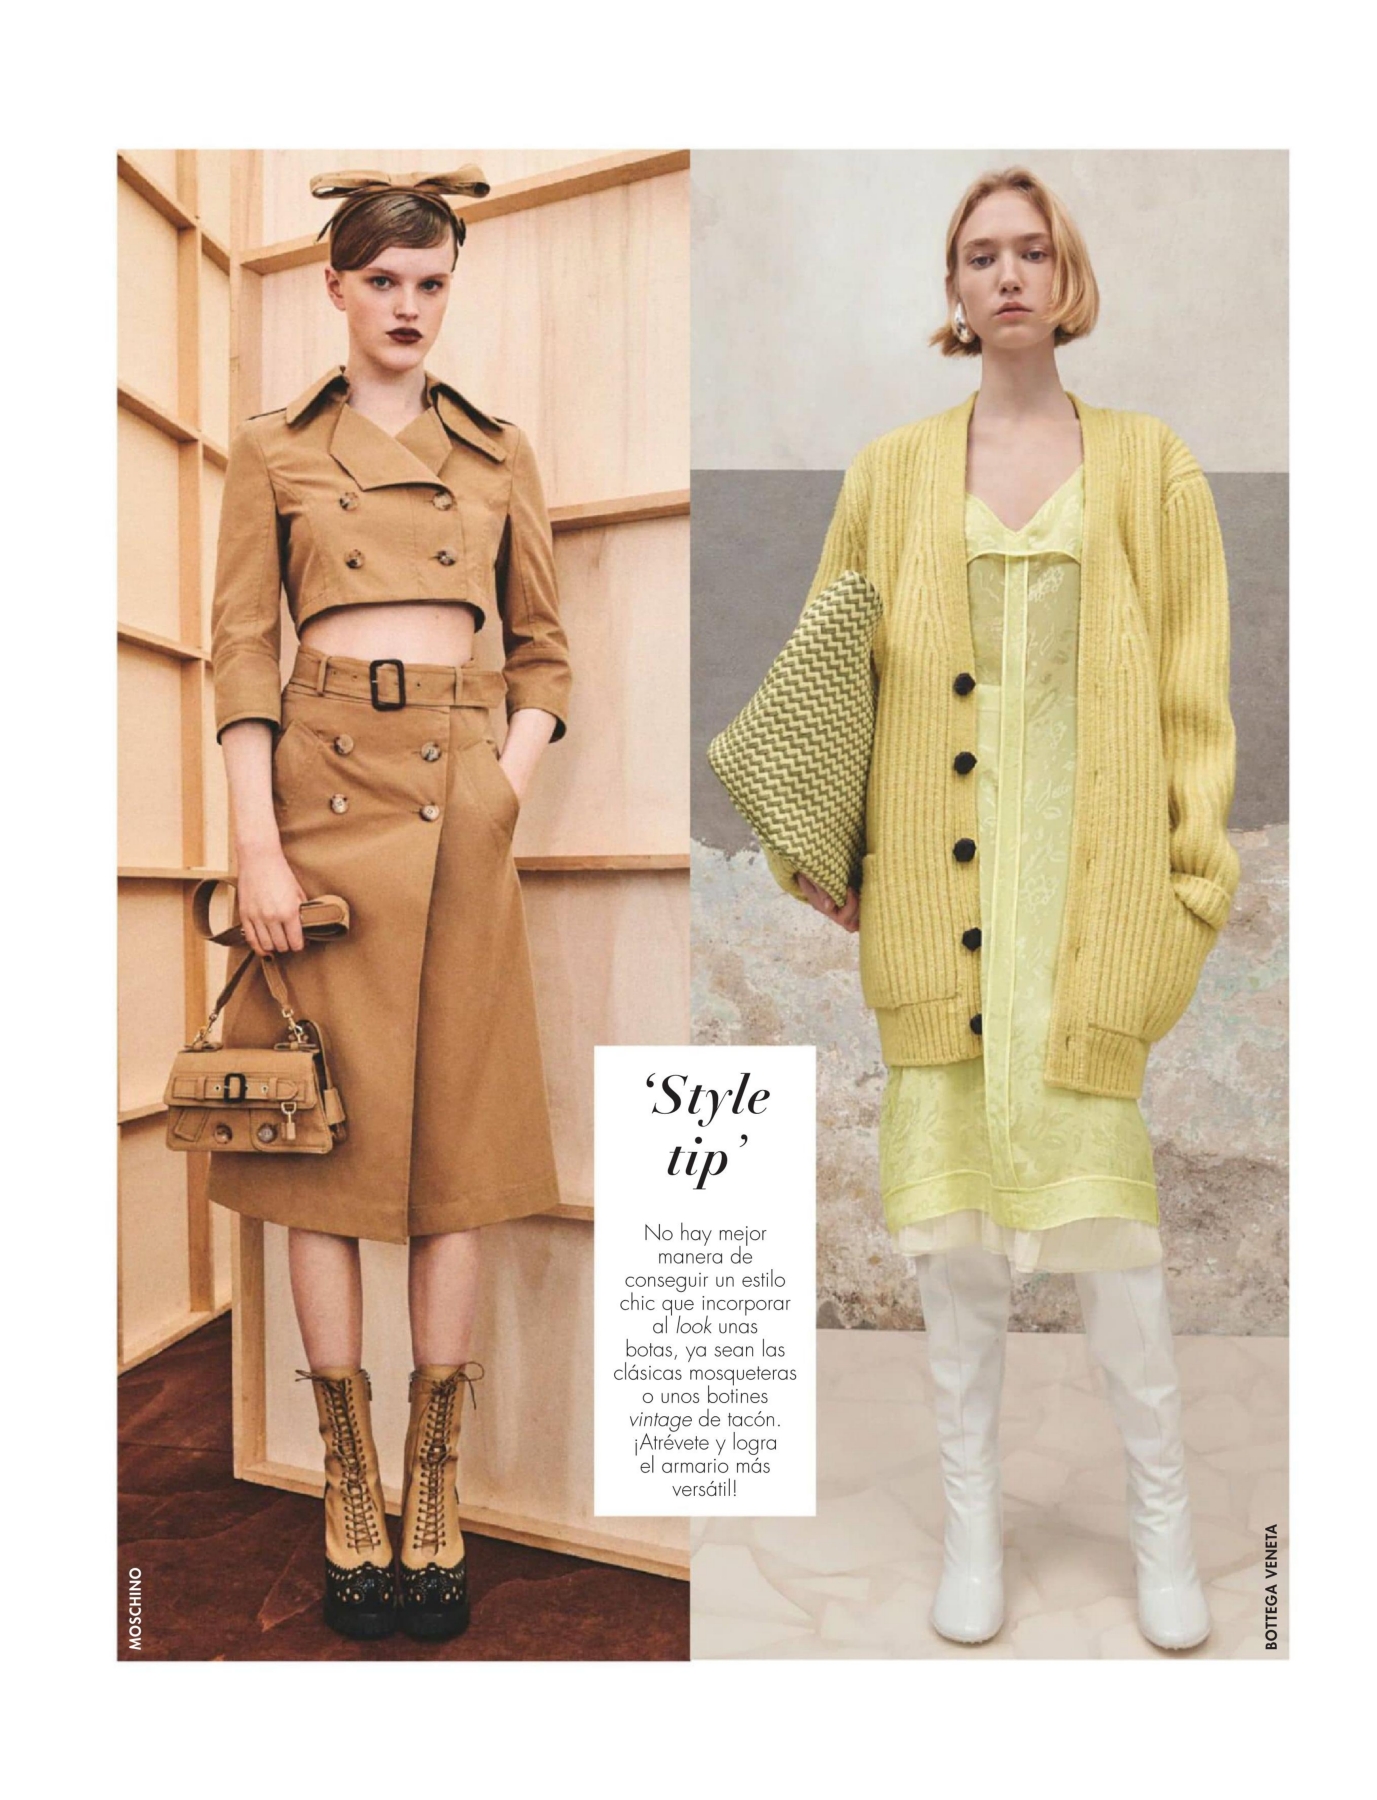 ‘Style
tip’
No hay mejor
manera de
conseguir un estilo
chic que incorporar
al look unas
botas, ya sean las
clásicas mosqueteras
o unos botines
vintage de tacón.
¡Atrévete y logra
el armario más
versátil!
MOSCHINO
BOTTEGA VENETA